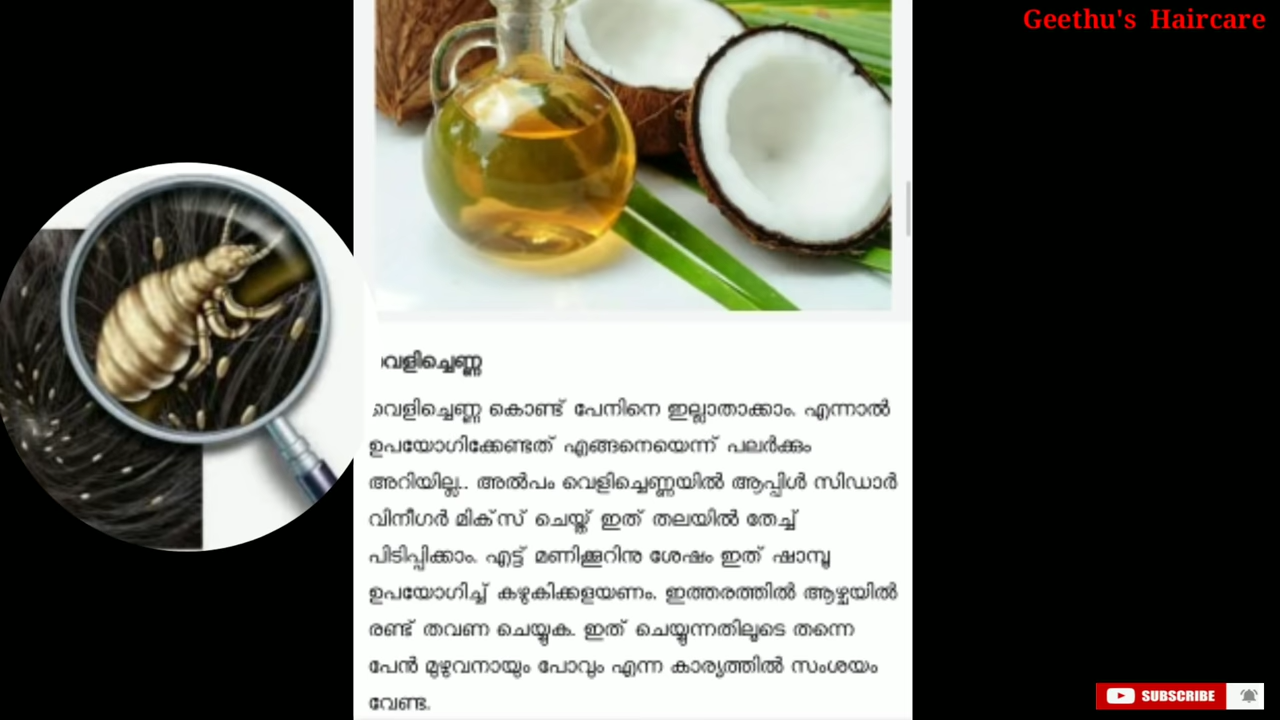 Geethu's Haircare
വെളിച്ചെണ്ണ
വെളിച്ചെണ്ണ കൊണ്ട് പേനിനെ ഇല്ലാതാക്കാം. എന്നാൽ
ഉപയോഗിക്കേണ്ടത് എങ്ങനെയെന്ന് പലർക്കും
അറിയില്ല.. അൽപം വെളിച്ചെണ്ണയിൽ ആപ്പിൾ സിഡാർ
വിനീഗർ മിക്സ് ചെയ്ത് ഇത് തലയിൽ തേച്ച്
പിടിപ്പിക്കാം. എട്ട് മണിക്കൂറിനു ശേഷം ഇത് ഷാമ്പൂ
ഉപയോഗിച്ച് കഴുകിക്കളയണം. ഇത്തരത്തിൽ ആഴ്ചയിൽ
രണ്ട് തവണ ചെയ്യുക. ഇത് ചെയ്യുന്നതിലൂടെ തന്നെ
പേൻ മുഴുവനായും പോവും എന്ന കാര്യത്തിൽ സംശയം
വേണ്ട.
SUBSCRIBE